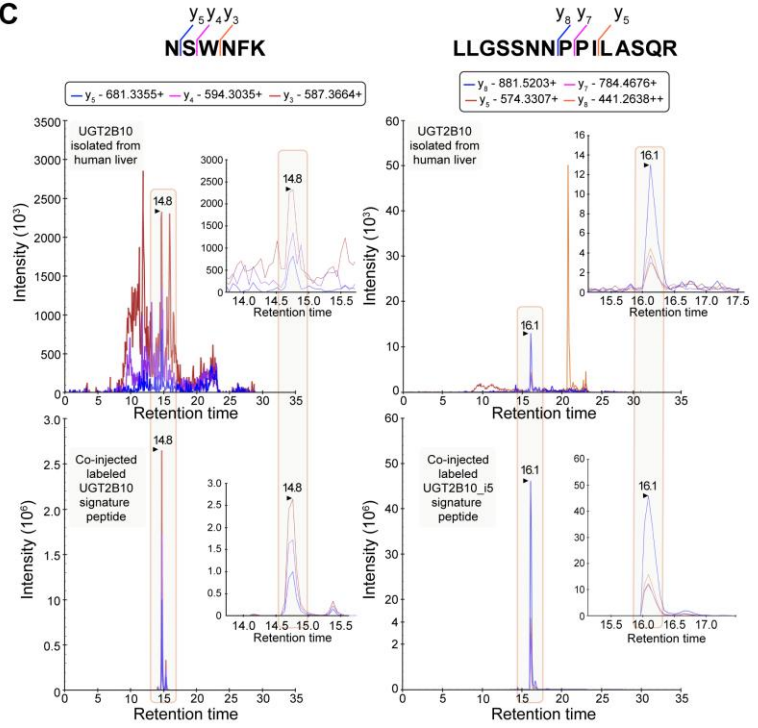 C
y5 y4 y3
NSWNFK
y5 - 681.3355+ y4 - 594.3035+ y3 - 587.3664+
y8 y7 y5
LLGSSNNPPILASQR
y8 - 881.5203+ y7 - 784.4676+
y5 - 574.3307+ y8 - 441.2638++
Intensity (10³)
3500
3000
2500
2000
1500
1000
500
0
UGT2B10
isolated from
human liver
14.8
0 5 10 15 20 25 30 35
Retention time
3000
2500
2000
1500
1000
500
0
14.8
14.0 14.5 15.0 15.5
Retention time
Intensity (10³)
60
50
40
30
20
10
0
UGT2B10
isolated from
human liver
16.1
0 5 10 15 20 25 30 35
Retention time
16
14
12
10
8
6
4
2
0
16.1
15.5 16.0 16.5 17.0 17.5
Retention time
Intensity (10⁶)
3.0
2.5
2.0
1.5
1.0
0.5
0
Co-injected
labeled
UGT2B10
signature
peptide
14.8
0 5 10 15 20 25 30 35
Retention time
3.0
2.5
2.0
1.5
1.0
0.5
0
14.8
14.0 14.5 15.0 15.5
Retention time
Intensity (10⁶)
60
50
40
30
20
4
2
0
Co-injected
labeled
UGT2B10_i5
signature
peptide
16.1
0 5 10 15 20 25 30 35
Retention time
60
50
40
30
20
10
0
16.1
15.5 16.0 16.5 17.0
Retention time